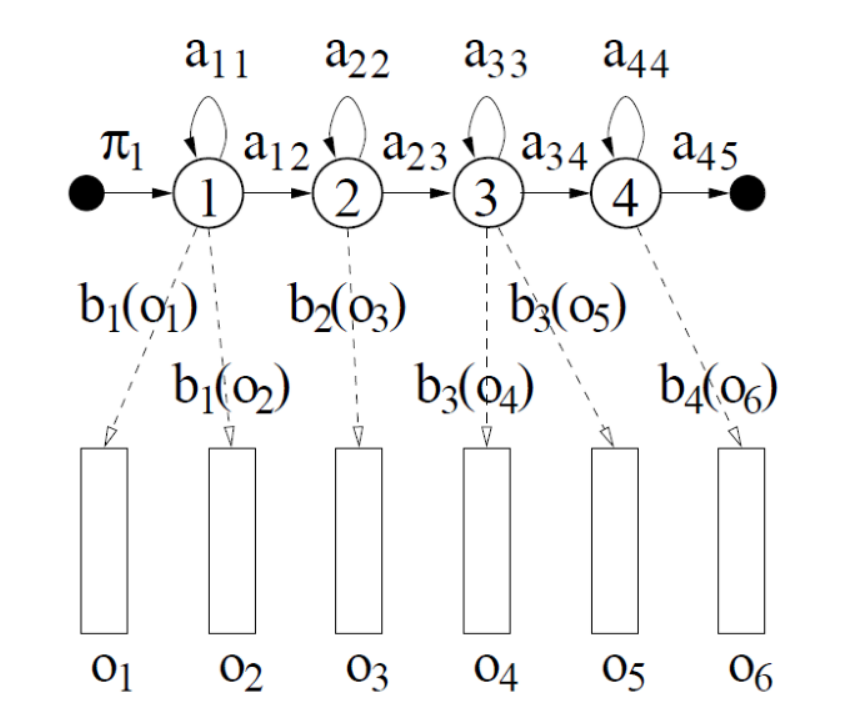 a₁₁ a₂₂ a₃₃ a₄₄
π₁ a₁₂ a₂₃ a₃₄ a₄₅
1 2 3 4
b₁(o₁) b₂(o₃) b₃(o₅)
b₁(o₂) b₃(o₄) b₄(o₆)
o₁ o₂ o₃ o₄ o₅ o₆